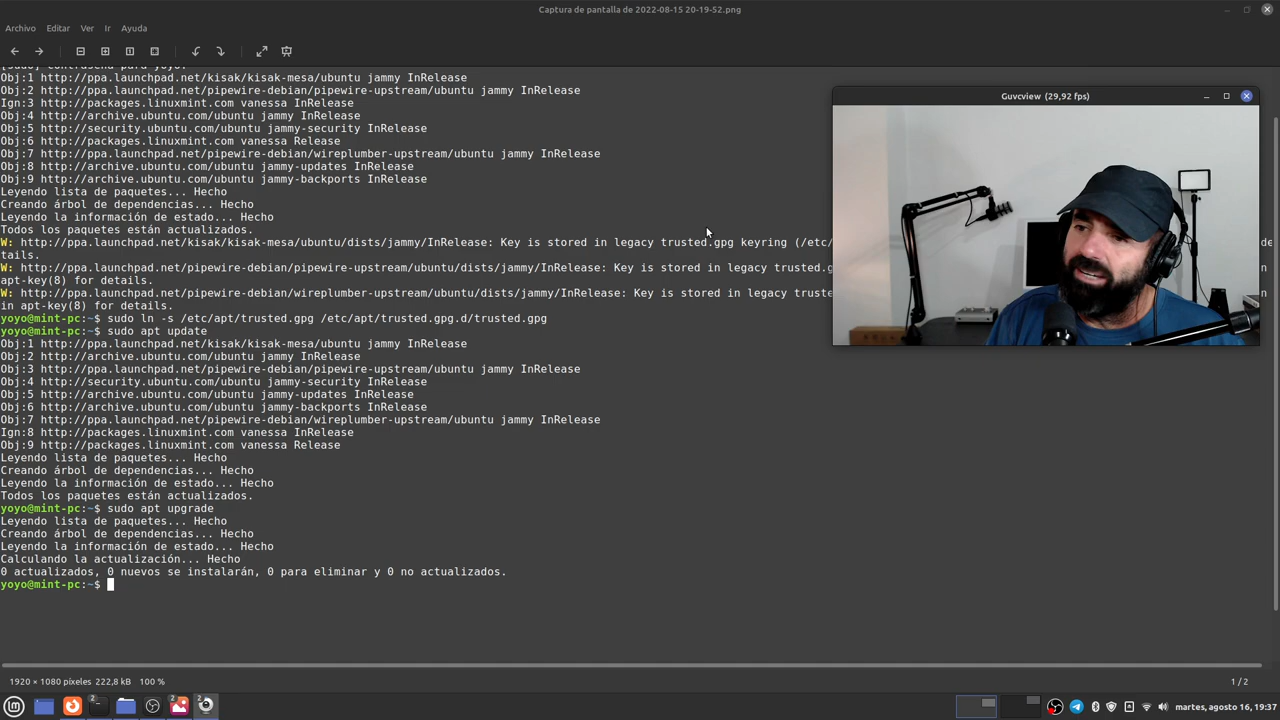 Captura de pantalla de 2022-08-15 20-19-52.png
Archivo Editar Ver Ir Ayuda
[sudo] contraseña para yoyo:
Obj:1 http://ppa.launchpad.net/kisak/kisak-mesa/ubuntu jammy InRelease
Obj:2 http://ppa.launchpad.net/pipewire-debian/pipewire-upstream/ubuntu jammy InRelease
Ign:3 http://packages.linuxmint.com vanessa InRelease
Obj:4 http://archive.ubuntu.com/ubuntu jammy InRelease
Obj:5 http://security.ubuntu.com/ubuntu jammy-security InRelease
Obj:6 http://packages.linuxmint.com vanessa Release
Obj:7 http://ppa.launchpad.net/pipewire-debian/wireplumber-upstream/ubuntu jammy InRelease
Obj:8 http://archive.ubuntu.com/ubuntu jammy-updates InRelease
Obj:9 http://archive.ubuntu.com/ubuntu jammy-backports InRelease
Leyendo lista de paquetes... Hecho
Creando árbol de dependencias... Hecho
Leyendo la información de estado... Hecho
Todos los paquetes están actualizados.
W: http://ppa.launchpad.net/kisak/kisak-mesa/ubuntu/dists/jammy/InRelease: Key is stored in legacy trusted.gpg keyring (/etc/ de
tails.
W: http://ppa.launchpad.net/pipewire-debian/pipewire-upstream/ubuntu/dists/jammy/InRelease: Key is stored in legacy trusted.g n
apt-key(8) for details.
W: http://ppa.launchpad.net/pipewire-debian/wireplumber-upstream/ubuntu/dists/jammy/InRelease: Key is stored in legacy truste
in apt-key(8) for details.
yoyo@mint-pc:~$ sudo ln -s /etc/apt/trusted.gpg /etc/apt/trusted.gpg.d/trusted.gpg
yoyo@mint-pc:~$ sudo apt update
Obj:1 http://ppa.launchpad.net/kisak/kisak-mesa/ubuntu jammy InRelease
Obj:2 http://archive.ubuntu.com/ubuntu jammy InRelease
Obj:3 http://ppa.launchpad.net/pipewire-debian/pipewire-upstream/ubuntu jammy InRelease
Obj:4 http://security.ubuntu.com/ubuntu jammy-security InRelease
Obj:5 http://archive.ubuntu.com/ubuntu jammy-updates InRelease
Obj:6 http://archive.ubuntu.com/ubuntu jammy-backports InRelease
Obj:7 http://ppa.launchpad.net/pipewire-debian/wireplumber-upstream/ubuntu jammy InRelease
Ign:8 http://packages.linuxmint.com vanessa InRelease
Obj:9 http://packages.linuxmint.com vanessa Release
Leyendo lista de paquetes... Hecho
Creando árbol de dependencias... Hecho
Leyendo la información de estado... Hecho
Todos los paquetes están actualizados.
yoyo@mint-pc:~$ sudo apt upgrade
Leyendo lista de paquetes... Hecho
Creando árbol de dependencias... Hecho
Leyendo la información de estado... Hecho
Calculando la actualización... Hecho
0 actualizados, 0 nuevos se instalarán, 0 para eliminar y 0 no actualizados.
yoyo@mint-pc:~$
Guvcview (29,92 fps)
1920 × 1080 píxeles 222,8 kB 100 % 1 / 2
2 2 2 martes, agosto 16, 19:37